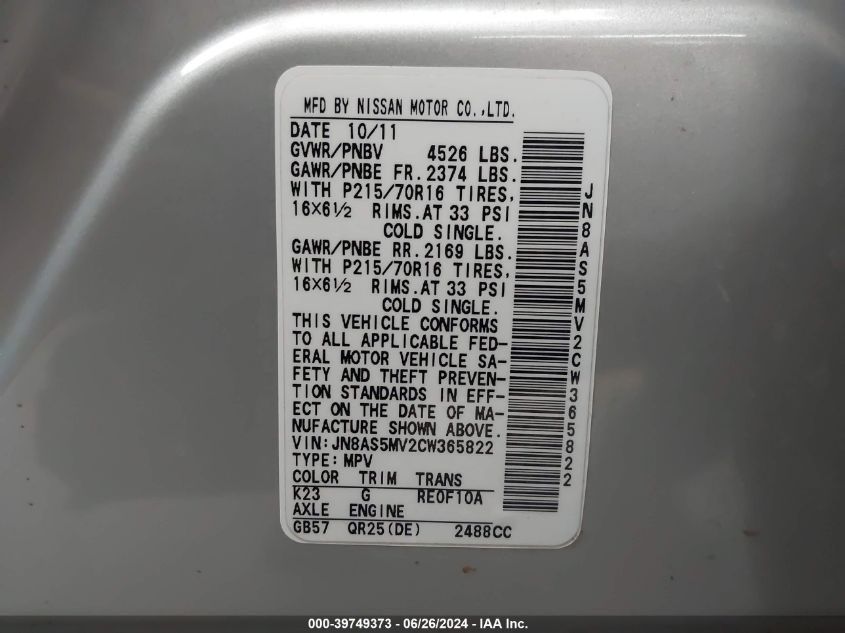 MFD BY NISSAN MOTOR CO.,LTD.
DATE 10/11
GVWR/PNBV 4526 LBS.
GAWR/PNBE FR. 2374 LBS.
WITH P215/70R16 TIRES,
16X6½ RIMS. AT 33 PSI
COLD SINGLE.
GAWR/PNBE RR. 2169 LBS.
WITH P215/70R16 TIRES,
16X6½ RIMS. AT 33 PSI
COLD SINGLE.
THIS VEHICLE CONFORMS
TO ALL APPLICABLE FED-
ERAL MOTOR VEHICLE SA-
FETY AND THEFT PREVEN-
TION STANDARDS IN EFF-
ECT ON THE DATE OF MA-
NUFACTURE SHOWN ABOVE.
VIN:JN8AS5MV2CW365822
TYPE:MPV
COLOR TRIM TRANS
K23 G RE0F10A
AXLE ENGINE
GB57 QR25(DE) 2488CC
JN8AS5MV2CW365822
000-39749373 - 06/26/2024 - IAA Inc.